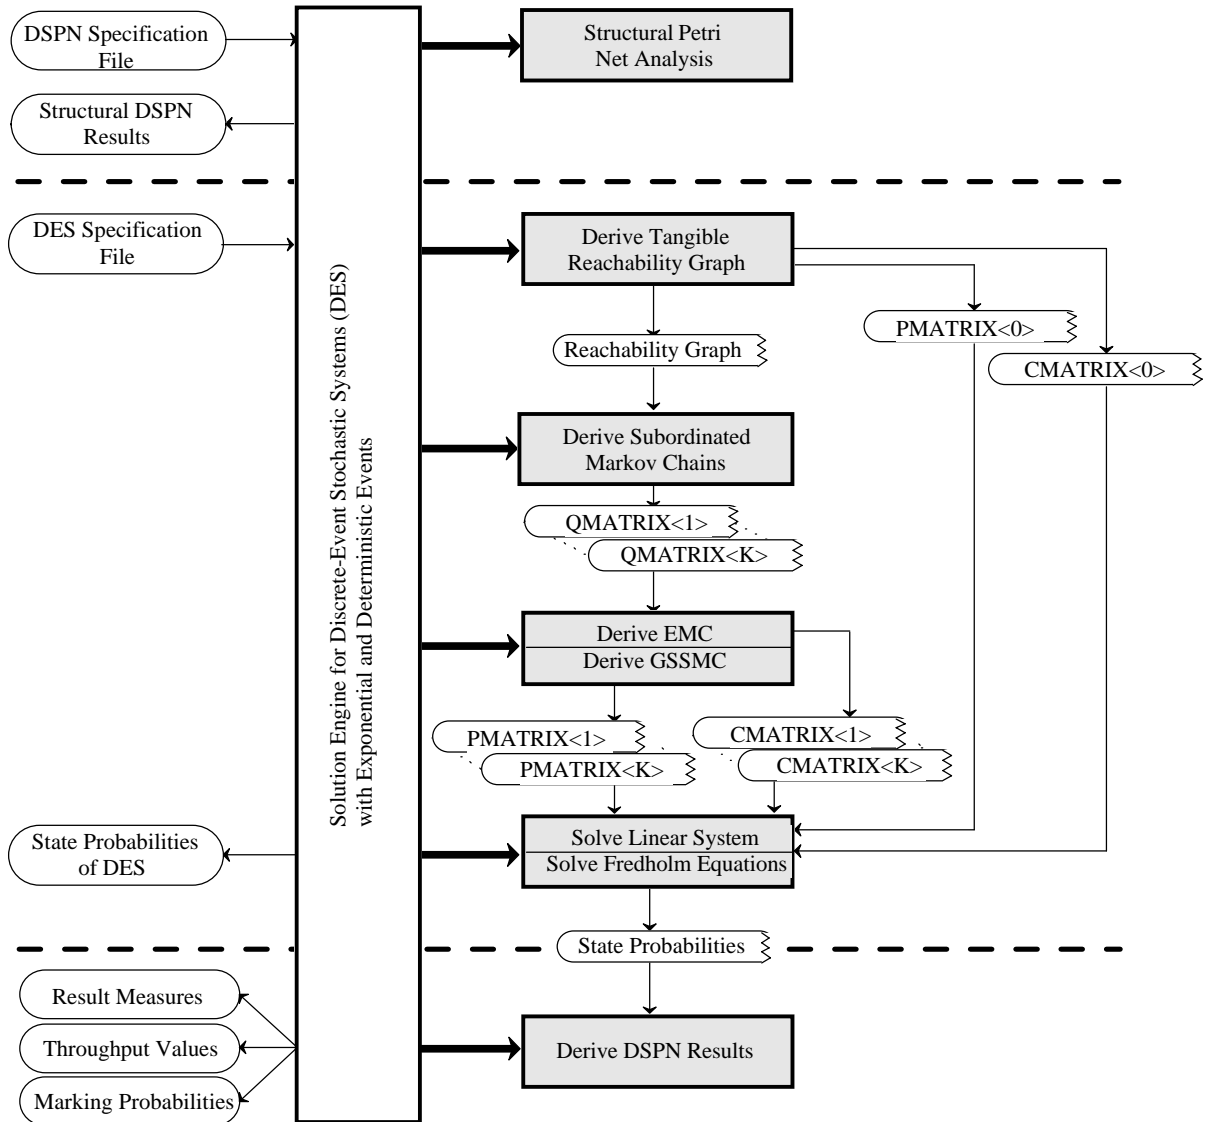 DSPN Specification
File
Structural Petri
Net Analysis
Structural DSPN
Results
DES Specification
File
Derive Tangible
Reachability Graph
PMATRIX<0>
Reachability Graph
CMATRIX<0>
Solution Engine for Discrete-Event Stochastic Systems (DES)
with Exponential and Deterministic Events
Derive Subordinated
Markov Chains
QMATRIX<1>
QMATRIX<K>
Derive EMC
Derive GSSMC
PMATRIX<1>
PMATRIX<K>
CMATRIX<1>
CMATRIX<K>
State Probabilities
of DES
Solve Linear System
Solve Fredholm Equations
State Probabilities
Result Measures
Throughput Values
Marking Probabilities
Derive DSPN Results